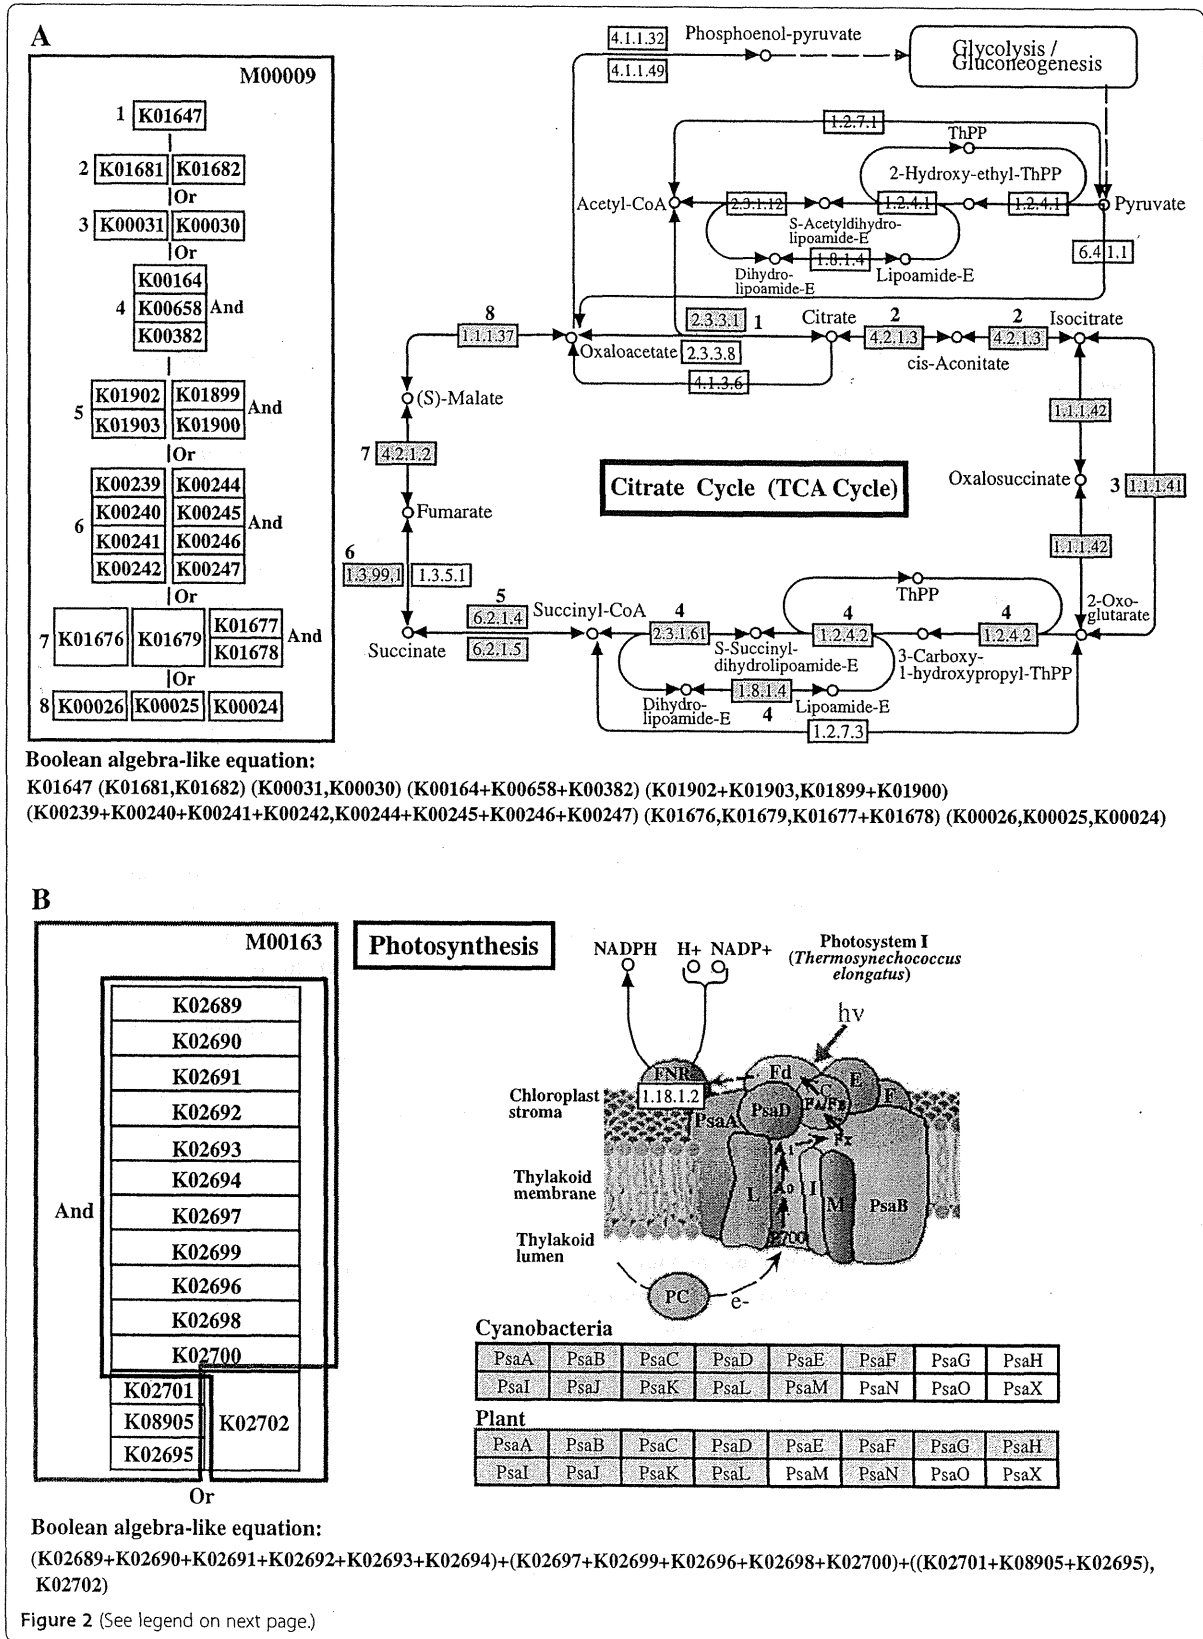 A
M00009
1 K01647
2 K01681 K01682
Or
3 K00031 K00030
Or
K00164
4 K00658 And
K00382
K01902 K01899
5 And
K01903 K01900
Or
K00239 K00244
K00240 K00245
6 And
K00241 K00246
K00242 K00247
Or
7 K01676 K01679 K01677 And
K01678
Or
8 K00026 K00025 K00024
4.1.1.32 Phosphoenol-pyruvate
4.1.1.49
Glycolysis /
Gluconeogenesis
1.2.7.1
ThPP
2-Hydroxy-ethyl-ThPP
Acetyl-CoA 2.3.1.12 1.2.4.1 1.2.4.1 Pyruvate
S-Acetyldihydro-
lipoamide-E
6.4.1.1
1.8.1.4
Dihydro-
lipoamide-E
Lipoamide-E
8
1.1.1.37
Oxaloacetate
2.3.3.1 1
2.3.3.8
4.1.3.6
Citrate
2
4.2.1.3
cis-Aconitate
2
4.2.1.3
Isocitrate
(S)-Malate
1.1.1.42
7 4.2.1.2
Citrate Cycle (TCA Cycle)
Oxalosuccinate
3 1.1.1.41
Fumarate
1.1.1.42
6
1.3.99.1 1.3.5.1
ThPP
2-Oxo-
glutarate
5
6.2.1.4
6.2.1.5
Succinate
Succinyl-CoA
4
2.3.1.61
S-Succinyl-
dihydrolipoamide-E
4
1.2.4.2
4
1.2.4.2
3-Carboxy-
1-hydroxypropyl-ThPP
1.8.1.4
4
Dihydro-
lipoamide-E
Lipoamide-E
1.2.7.3
Boolean algebra-like equation:
K01647 (K01681,K01682) (K00031,K00030) (K00164+K00658+K00382) (K01902+K01903,K01899+K01900)
(K00239+K00240+K00241+K00242,K00244+K00245+K00246+K00247) (K01676,K01679,K01677+K01678) (K00026,K00025,K00024)
B
M00163
K02689
K02690
K02691
K02692
K02693
K02694
K02697
And
K02699
K02696
K02698
K02700
K02701
K08905
K02695
K02702
Or
Photosynthesis
NADPH H+ NADP+
Photosystem I
(Thermosynechococcus
elongatus)
hν
FNR Fd E
1.18.1.2
C
FA/FB
F
Chloroplast
stroma
PsaA PsaD
A1 Fx
Thylakoid
membrane
L A0 I M PsaB
Thylakoid
lumen
P700
PC e-
Cyanobacteria
PsaA PsaB PsaC PsaD PsaE PsaF PsaG PsaH
PsaI PsaJ PsaK PsaL PsaM PsaN PsaO PsaX
Plant
PsaA PsaB PsaC PsaD PsaE PsaF PsaG PsaH
PsaI PsaJ PsaK PsaL PsaM PsaN PsaO PsaX
Boolean algebra-like equation:
(K02689+K02690+K02691+K02692+K02693+K02694)+(K02697+K02699+K02696+K02698+K02700)+((K02701+K08905+K02695),
K02702)
Figure 2 (See legend on next page.)